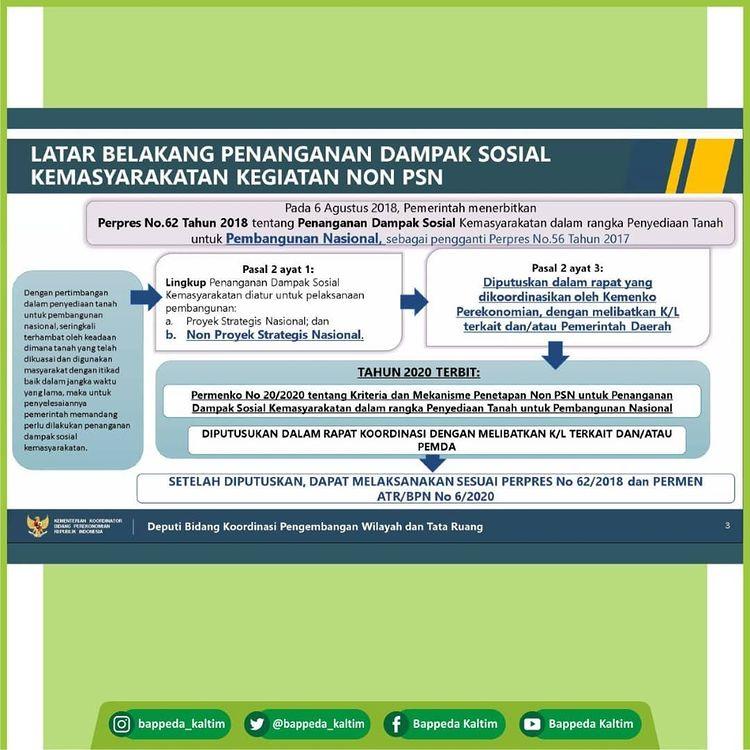 LATAR BELAKANG PENANGANAN DAMPAK SOSIAL
KEMASYARAKATAN KEGIATAN NON PSN
Pada 6 Agustus 2018, Pemerintah menerbitkan
Perpres No.62 Tahun 2018 tentang Penanganan Dampak Sosial Kemasyarakatan dalam rangka Penyediaan Tanah
untuk Pembangunan Nasional, sebagai pengganti Perpres No.56 Tahun 2017
Dengan pertimbangan
dalam penyediaan tanah
untuk pembangunan
nasional, seringkali
terhambat oleh keadaan
dimana tanah yang telah
dikuasai dan digunakan
masyarakat dengan itikad
baik dalam jangka waktu
yang lama, maka untuk
penyelesaiannya
pemerintah memandang
perlu dilakukan penanganan
dampak sosial
kemasyarakatan.
Pasal 2 ayat 1:
Lingkup Penanganan Dampak Sosial
Kemasyarakatan diatur untuk pelaksanaan
pembangunan:
a. Proyek Strategis Nasional; dan
b. Non Proyek Strategis Nasional.
Pasal 2 ayat 3:
Diputuskan dalam rapat yang
dikoordinasikan oleh Kemenko
Perekonomian, dengan melibatkan K/L
terkait dan/atau Pemerintah Daerah
TAHUN 2020 TERBIT:
Permenko No 20/2020 tentang Kriteria dan Mekanisme Penetapan Non PSN untuk Penanganan
Dampak Sosial Kemasyarakatan dalam rangka Penyediaan Tanah untuk Pembangunan Nasional
DIPUTUSUKAN DALAM RAPAT KOORDINASI DENGAN MELIBATKAN K/L TERKAIT DAN/ATAU
PEMDA
SETELAH DIPUTUSKAN, DAPAT MELAKSANAKAN SESUAI PERPRES No 62/2018 dan PERMEN
ATR/BPN No 6/2020
KEMENTERIAN KOORDINATOR
BIDANG PEREKONOMIAN
REPUBLIK INDONESIA
Deputi Bidang Koordinasi Pengembangan Wilayah dan Tata Ruang
3
bappeda_kaltim
@bappeda_kaltim
Bappeda Kaltim
Bappeda Kaltim